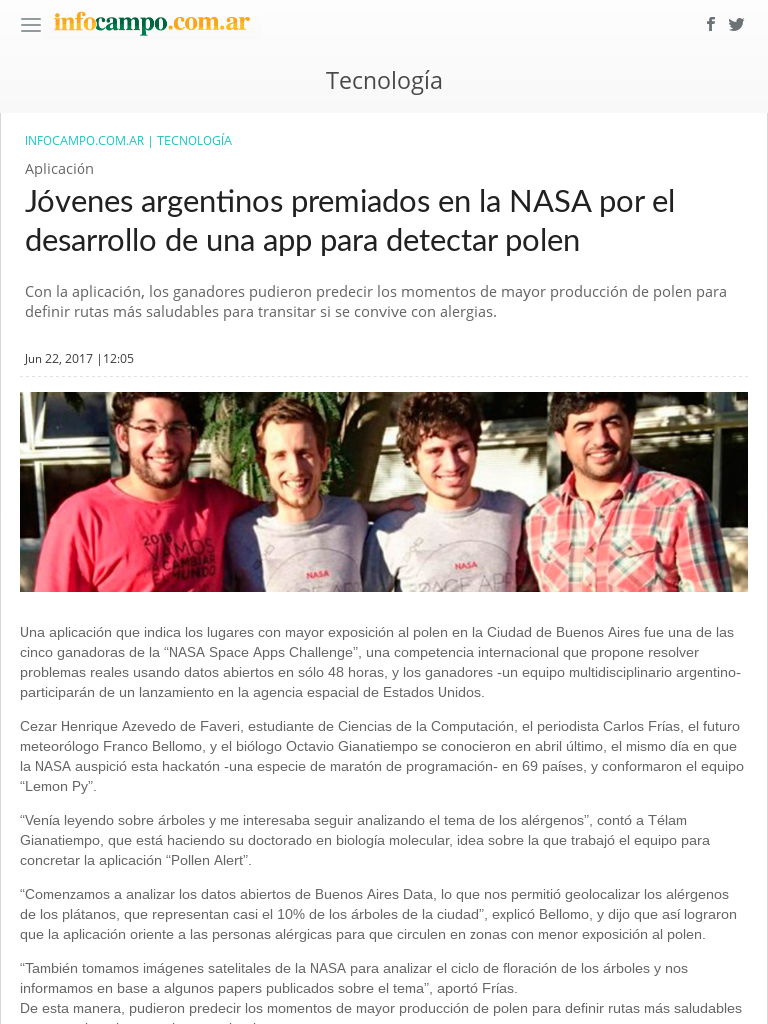 infocampo.com.ar
Tecnología
INFOCAMPO.COM.AR | TECNOLOGÍA
Aplicación
Jóvenes argentinos premiados en la NASA por el
desarrollo de una app para detectar polen
Con la aplicación, los ganadores pudieron predecir los momentos de mayor producción de polen para
definir rutas más saludables para transitar si se convive con alergias.
Jun 22, 2017 |12:05
VAMOS
A CAMBIAR
EL MUNDO
NASA
SPACE APPS
NASA
SPACE APPS
Una aplicación que indica los lugares con mayor exposición al polen en la Ciudad de Buenos Aires fue una de las
cinco ganadoras de la “NASA Space Apps Challenge”, una competencia internacional que propone resolver
problemas reales usando datos abiertos en sólo 48 horas, y los ganadores -un equipo multidisciplinario argentino-
participarán de un lanzamiento en la agencia espacial de Estados Unidos.
Cezar Henrique Azevedo de Faveri, estudiante de Ciencias de la Computación, el periodista Carlos Frías, el futuro
meteorólogo Franco Bellomo, y el biólogo Octavio Gianatiempo se conocieron en abril último, el mismo día en que
la NASA auspició esta hackatón -una especie de maratón de programación- en 69 países, y conformaron el equipo
“Lemon Py”.
“Venía leyendo sobre árboles y me interesaba seguir analizando el tema de los alérgenos”, contó a Télam
Gianatiempo, que está haciendo su doctorado en biología molecular, idea sobre la que trabajó el equipo para
concretar la aplicación “Pollen Alert”.
“Comenzamos a analizar los datos abiertos de Buenos Aires Data, lo que nos permitió geolocalizar los alérgenos
de los plátanos, que representan casi el 10% de los árboles de la ciudad”, explicó Bellomo, y dijo que así lograron
que la aplicación oriente a las personas alérgicas para que circulen en zonas con menor exposición al polen.
“También tomamos imágenes satelitales de la NASA para analizar el ciclo de floración de los árboles y nos
informamos en base a algunos papers publicados sobre el tema”, aportó Frías.
De esta manera, pudieron predecir los momentos de mayor producción de polen para definir rutas más saludables